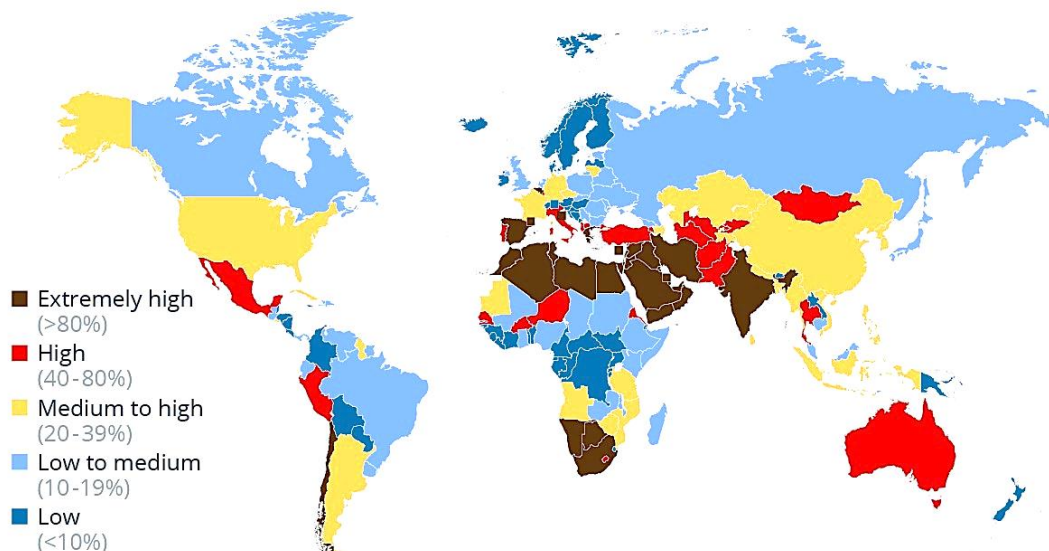 Extremely high
(>80%)
High
(40-80%)
Medium to high
(20-39%)
Low to medium
(10-19%)
Low
(<10%)